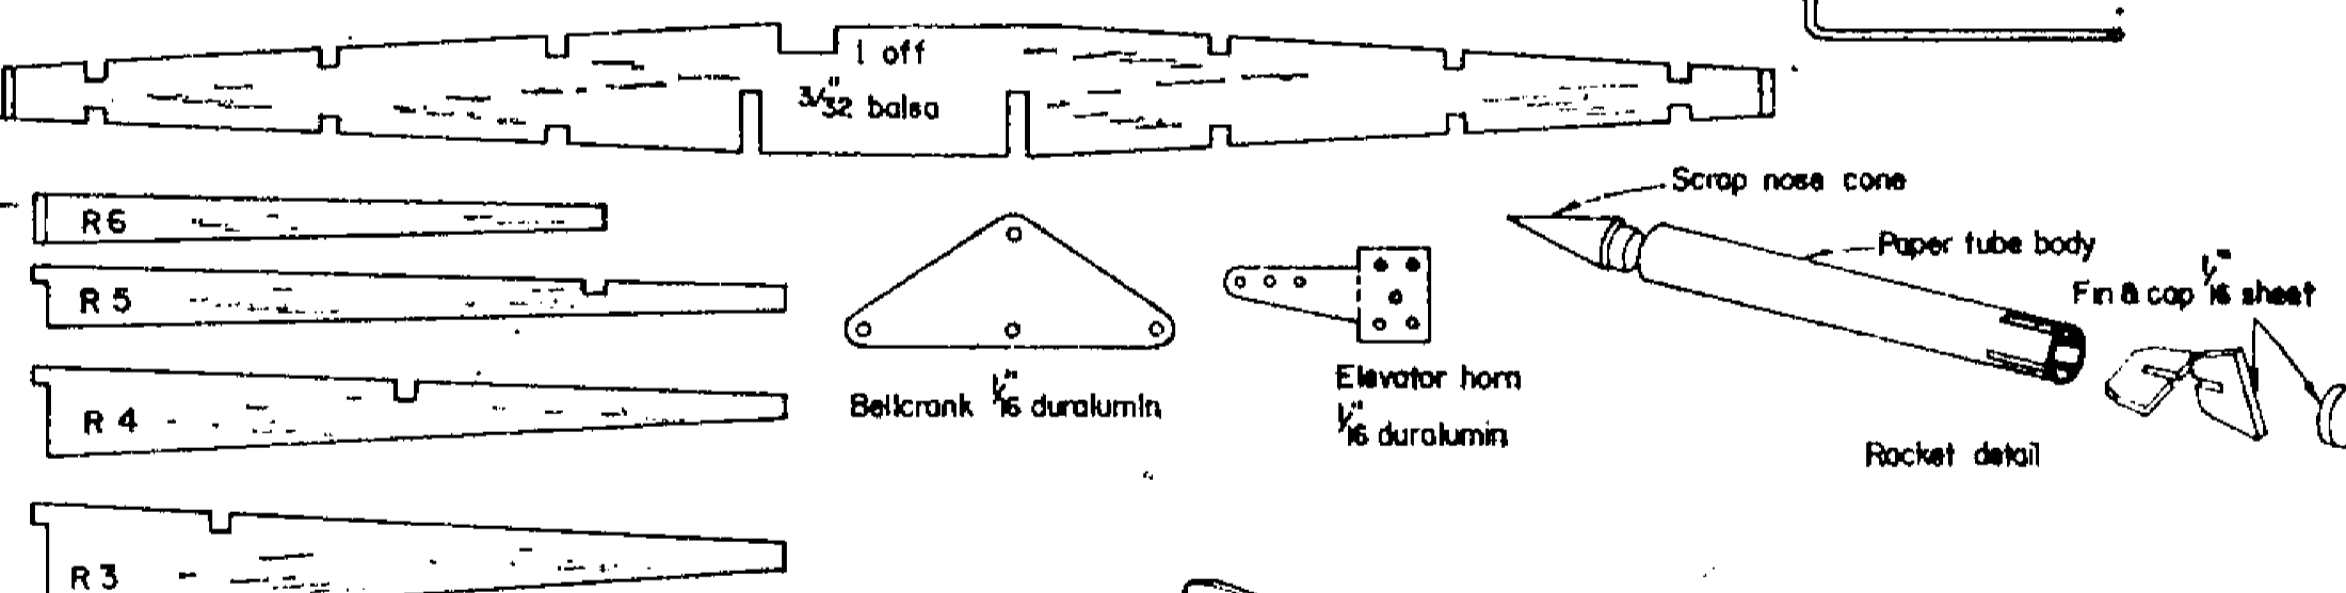 1 off
3/32" balsa
Scrap nose cone
R6
Paper tube body
R5
Fin & cap 1/16" sheet
Elevator horn
1/16" duralumin
Bellcrank 1/16" duralumin
R4
Rocket detail
R3